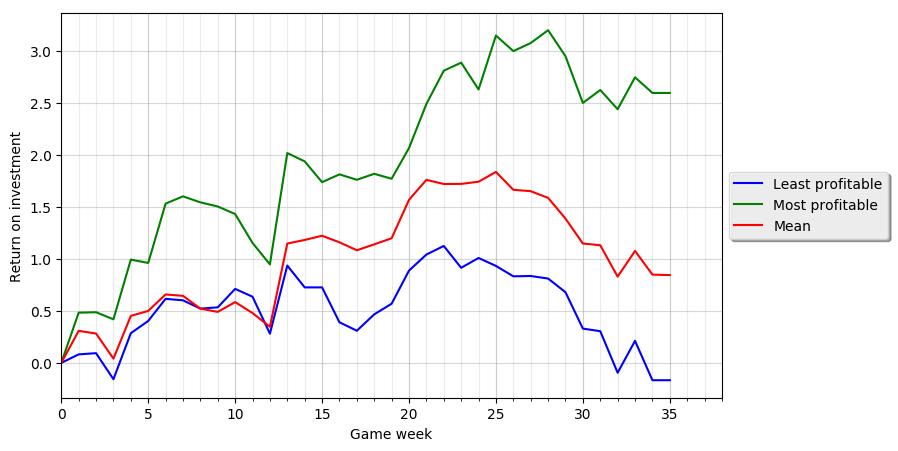 3.0
2.5
2.0
1.5
1.0
0.5
0.0
Return on investment
0 5 10 15 20 25 30 35
Game week
Least profitable
Most profitable
Mean